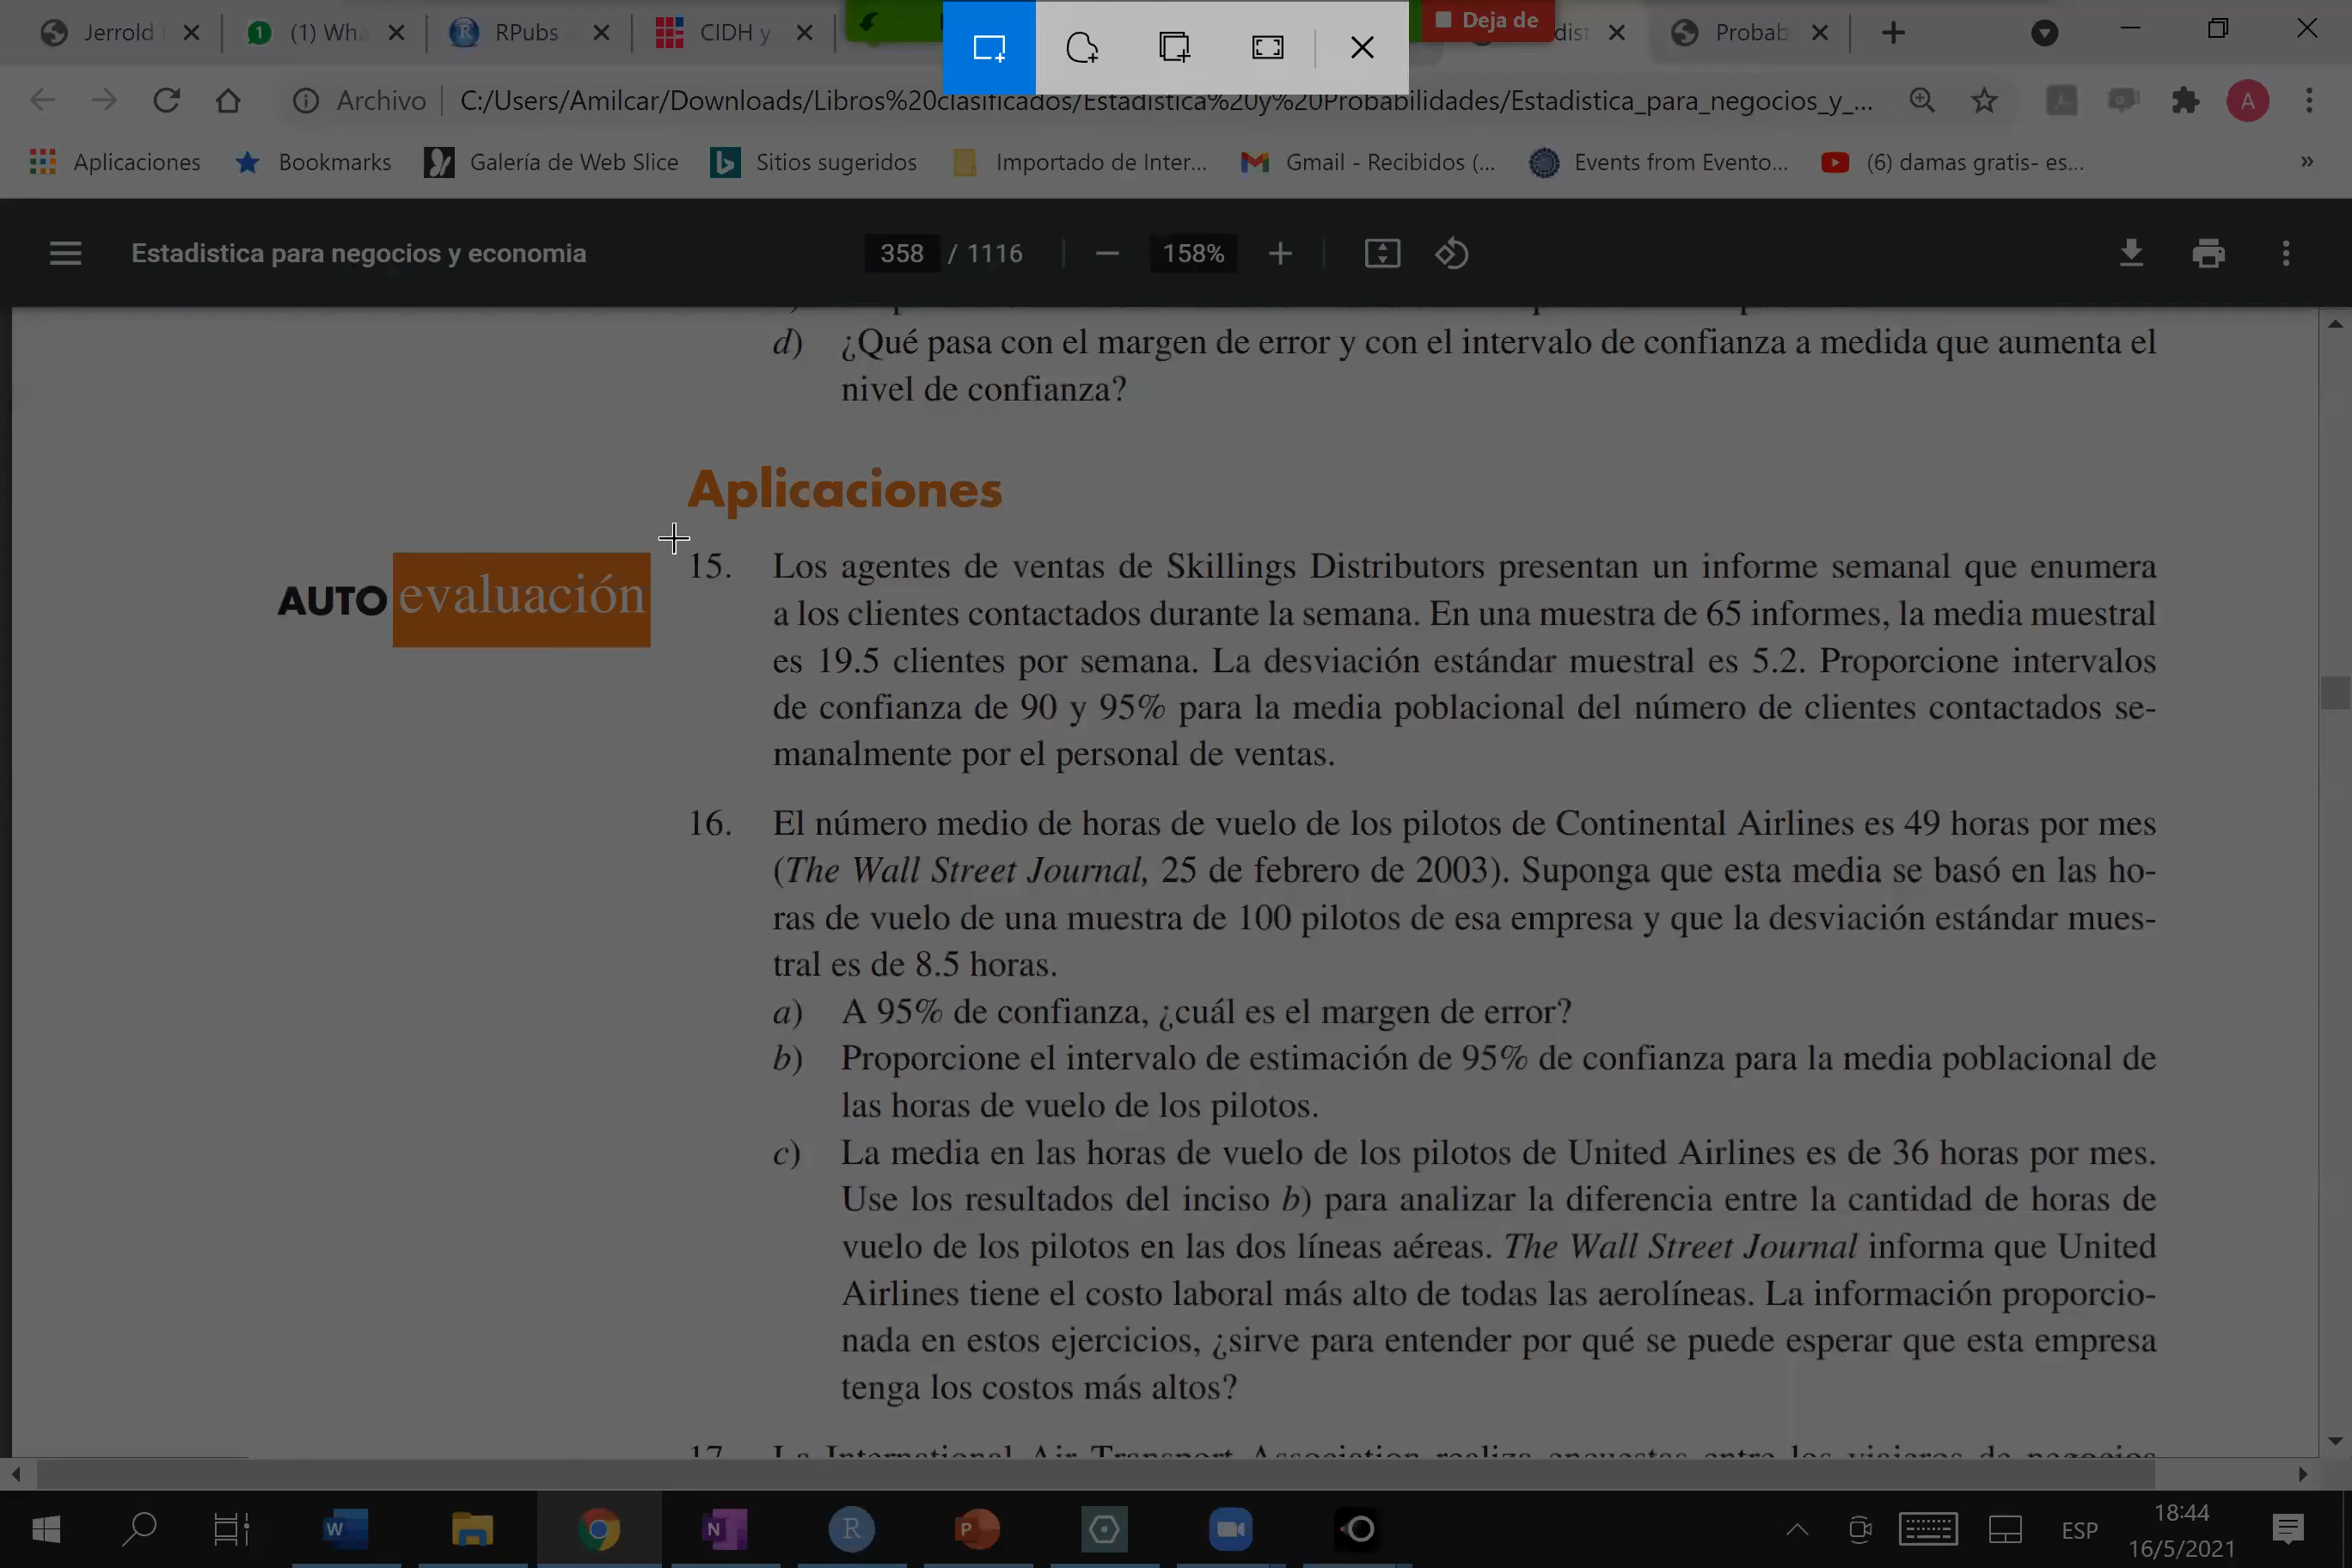 Jerrold
(1) Wha
RPubs
CIDH y
Deja de
dist
Probab
Archivo
C:/Users/Amilcar/Downloads/Libros%20clasificados/Estadistica%20y%20Probabilidades/Estadistica_para_negocios_y_...
A
Aplicaciones
Bookmarks
Galería de Web Slice
Sitios sugeridos
Importado de Inter...
Gmail - Recibidos (...
Events from Evento...
(6) damas gratis- es...
»
Estadistica para negocios y economia
358 / 1116
158%
d) ¿Qué pasa con el margen de error y con el intervalo de confianza a medida que aumenta el
nivel de confianza?
Aplicaciones
AUTO evaluación
15. Los agentes de ventas de Skillings Distributors presentan un informe semanal que enumera
a los clientes contactados durante la semana. En una muestra de 65 informes, la media muestral
es 19.5 clientes por semana. La desviación estándar muestral es 5.2. Proporcione intervalos
de confianza de 90 y 95% para la media poblacional del número de clientes contactados se-
manalmente por el personal de ventas.
16. El número medio de horas de vuelo de los pilotos de Continental Airlines es 49 horas por mes
(The Wall Street Journal, 25 de febrero de 2003). Suponga que esta media se basó en las ho-
ras de vuelo de una muestra de 100 pilotos de esa empresa y que la desviación estándar mues-
tral es de 8.5 horas.
a) A 95% de confianza, ¿cuál es el margen de error?
b) Proporcione el intervalo de estimación de 95% de confianza para la media poblacional de
las horas de vuelo de los pilotos.
c) La media en las horas de vuelo de los pilotos de United Airlines es de 36 horas por mes.
Use los resultados del inciso b) para analizar la diferencia entre la cantidad de horas de
vuelo de los pilotos en las dos líneas aéreas. The Wall Street Journal informa que United
Airlines tiene el costo laboral más alto de todas las aerolíneas. La información proporcio-
nada en estos ejercicios, ¿sirve para entender por qué se puede esperar que esta empresa
tenga los costos más altos?
17. La International Air Transport Association realiza encuestas entre los viajeros de negocios
ESP
18:44
16/5/2021